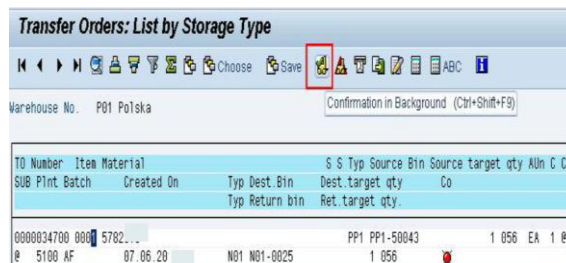 Transfer Orders: List by Storage Type
Choose Save ABC
Warehouse No. P01 Polska
Confirmation in Background (Ctrl+Shift+F9)
TO Number Item Material S S Typ Source Bin Source target qty AUn C C
SUB Plnt Batch Created On Typ Dest.Bin Dest.target qty Co
Typ Return bin Ret.target qty.
0000034700 0001 5782 PP1 PP1-50043 1 056 EA 1 @
@ 5100 AF 07.06.20 N01 N01-0025 1 056